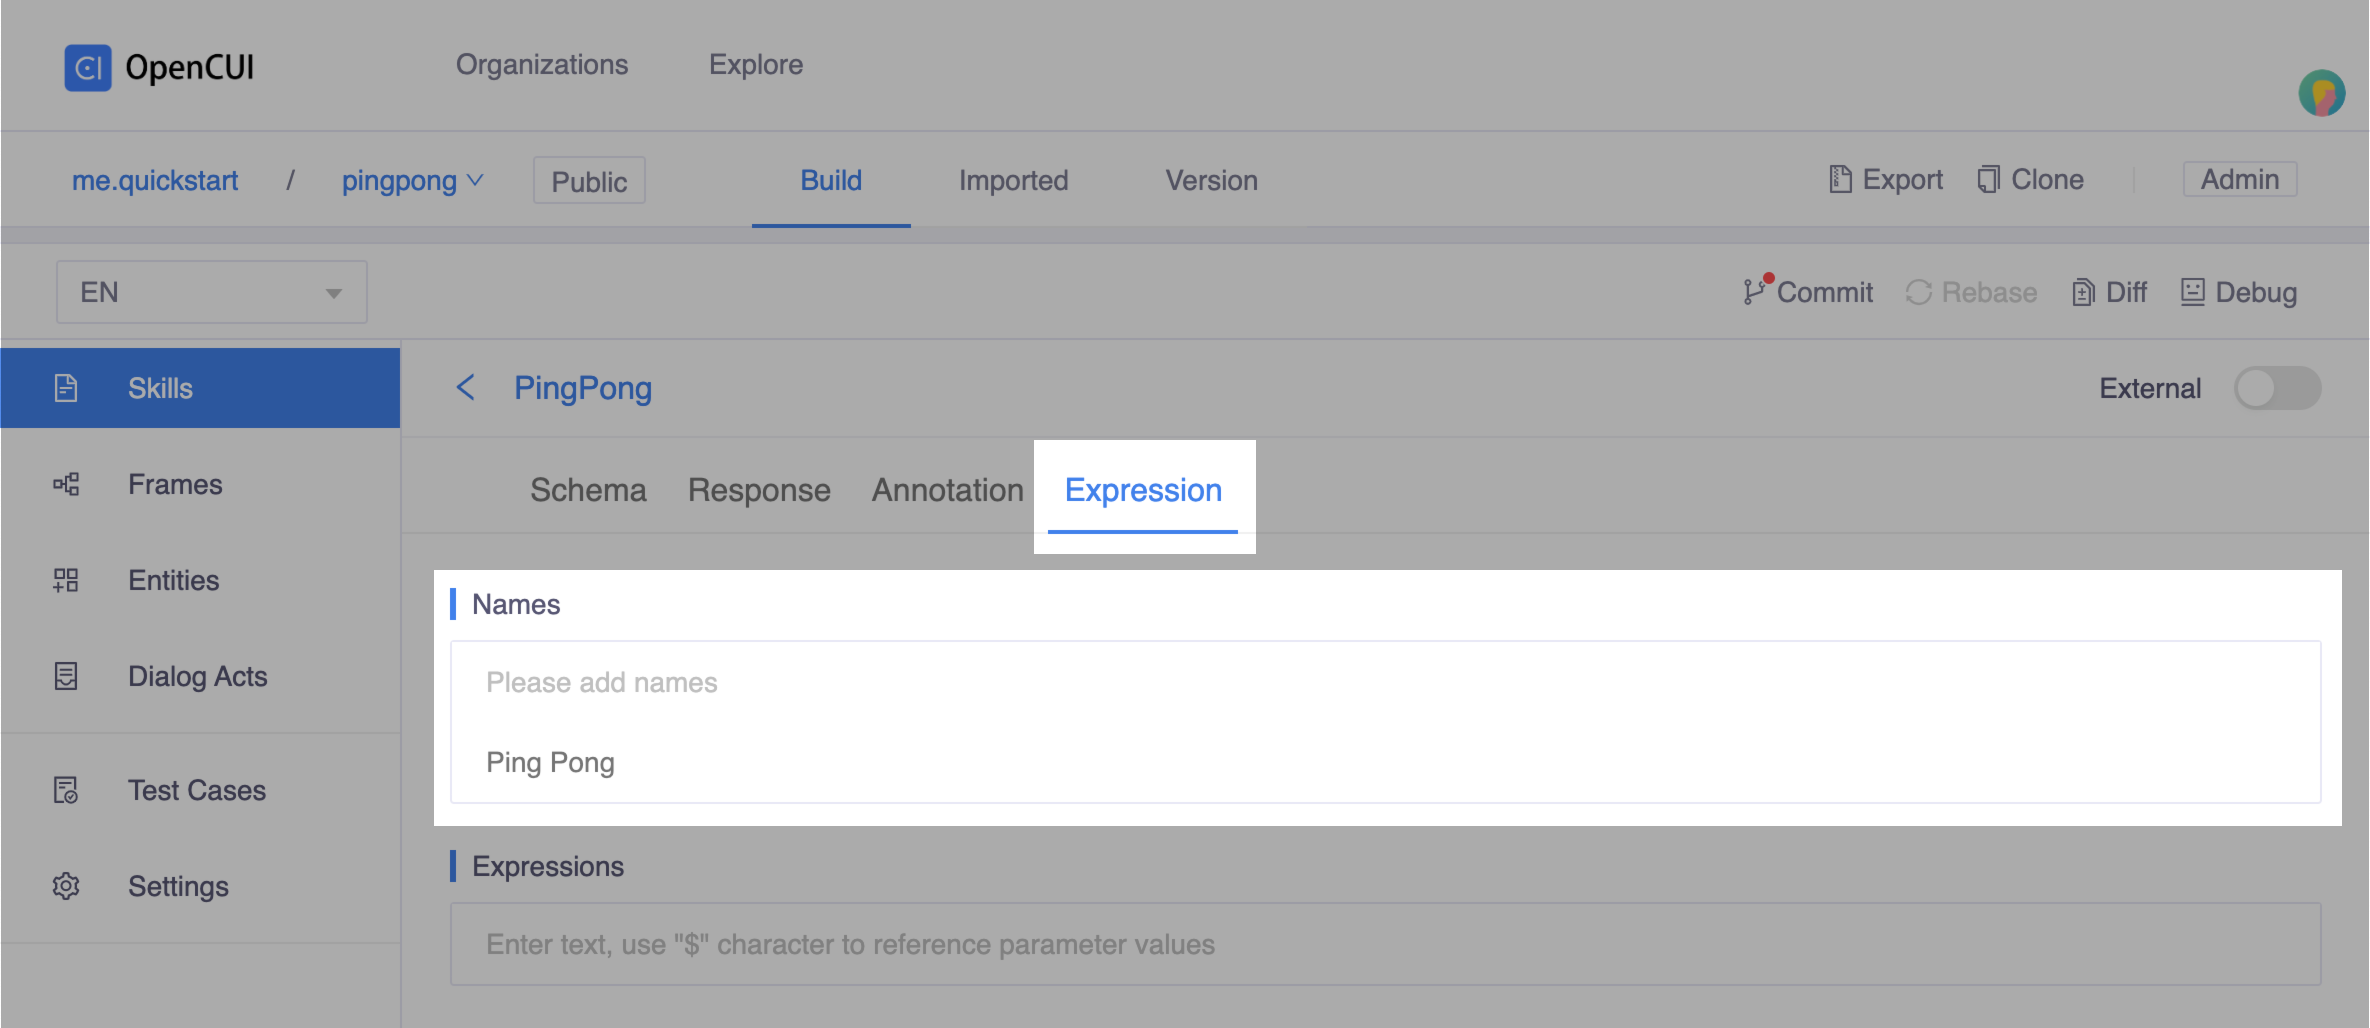 CI OpenCUI Organizations Explore
me.quickstart / pingpong Public Build Imported Version Export Clone Admin
EN Commit Rebase Diff Debug
Skills
PingPong External
Frames
Schema Response Annotation Expression
Entities
Names
Dialog Acts
Please add names
Ping Pong
Test Cases
Expressions
Settings
Enter text, use "$" character to reference parameter values